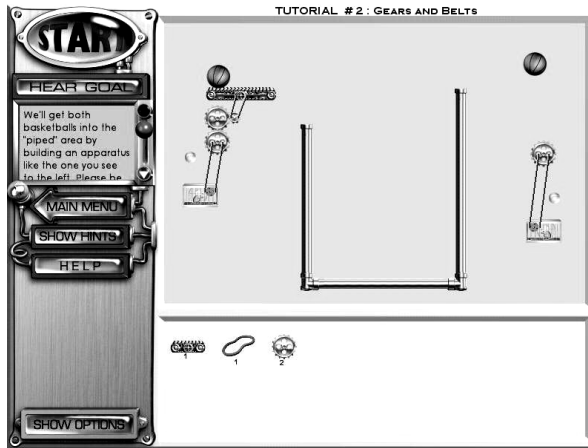 TUTORIAL # 2 : GEARS AND BELTS
START
HEAR GOAL
We'll get both
basketballs into the
"piped" area by
building an apparatus
like the one you see
to the left. Please be
MAIN MENU
SHOW HINTS
HELP
1
1
2
SHOW OPTIONS